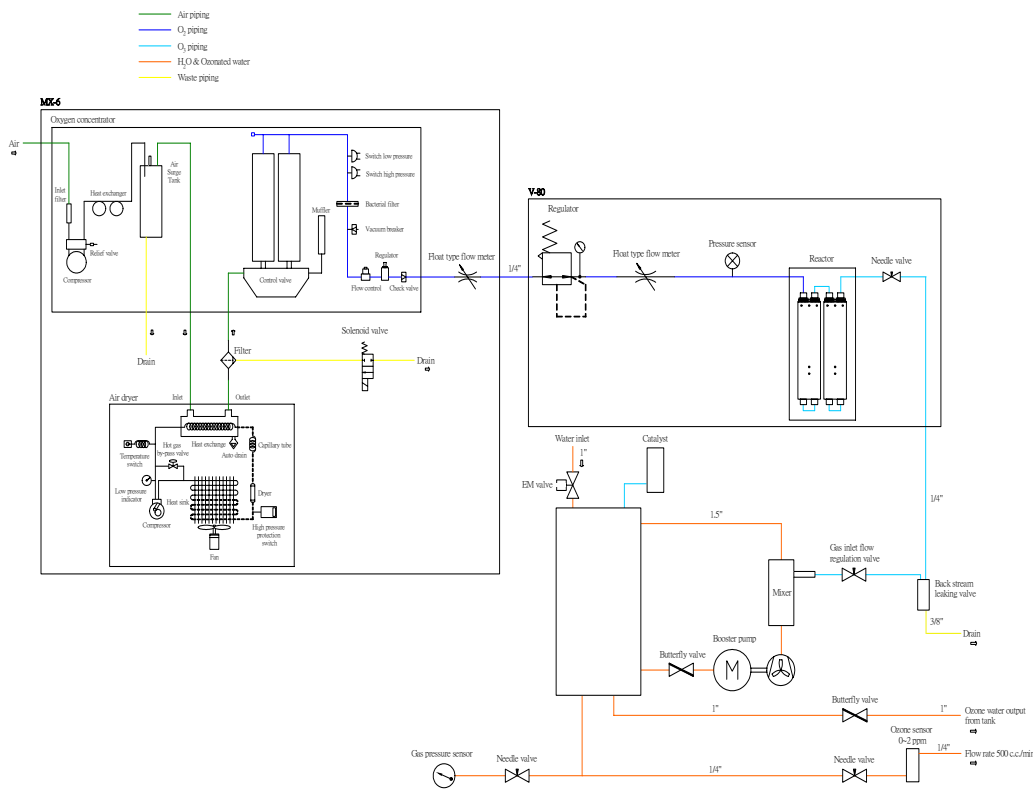 Air piping
O2 piping
O3 piping
H2O & Ozonated water
Waste piping
MX-6
Oxygen concentrator
Air
Inlet
filter
Heat exchanger
Air
Surge
Tank
Relief valve
Compressor
Muffler
Control valve
Switch low pressure
Switch high pressure
Bacterial filter
Vacuum breaker
Regulator
Flow control
Check valve
Float type flow meter
1/4"
Drain
Filter
Solenoid valve
Drain
Air dryer
Inlet
Outlet
Heat exchange
Auto drain
Capillary tube
Hot gas
by-pass valve
Temperature
switch
Low pressure
indicator
Compressor
Heat sink
Dryer
High pressure
protection
switch
Fan
V-80
Regulator
Float type flow meter
Pressure sensor
Reactor
Needle valve
1/4"
Water inlet
1"
EM valve
Catalyst
1.5"
Mixer
Gas inlet flow
regulation valve
Back stream
leaking valve
3/8"
Drain
Butterfly valve
Booster pump
M
1"
Butterfly valve
1"
Ozone water output
from tank
Ozone sensor
0~2 ppm
1/4"
Flow rate 500 c.c./min
Gas pressure sensor
Needle valve
1/4"
Needle valve